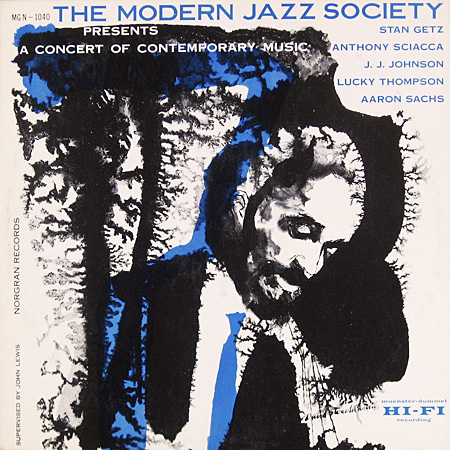 MG N-1040
THE MODERN JAZZ SOCIETY
PRESENTS
A CONCERT OF CONTEMPORARY MUSIC
STAN GETZ
ANTHONY SCIACCA
J. J. JOHNSON
LUCKY THOMPSON
AARON SACHS
NORGRAN RECORDS
SUPERVISED BY JOHN LEWIS
muenster-dummel
HI-FI
recording